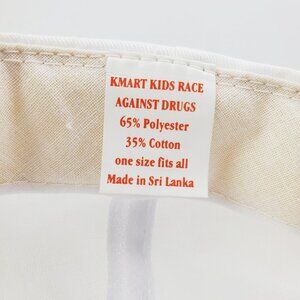 KMART KIDS RACE
AGAINST DRUGS
65% Polyester
35% Cotton
one size fits all
Made in Sri Lanka